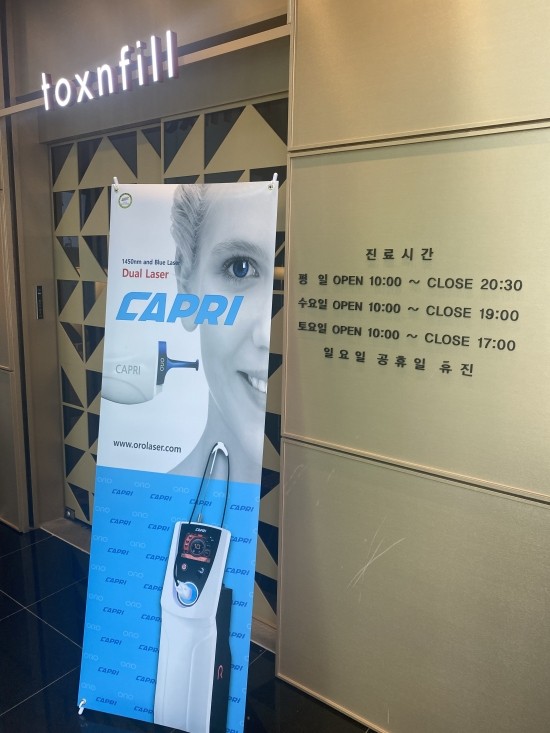 toxnfill
1450nm and Blue Laser
Dual Laser
CAPRI
CAPRI
ORO
www.orolaser.com
진료시간
평 일 OPEN 10:00 ~ CLOSE 20:30
수요일 OPEN 10:00 ~ CLOSE 19:00
토요일 OPEN 10:00 ~ CLOSE 17:00
일요일 공휴일 휴진